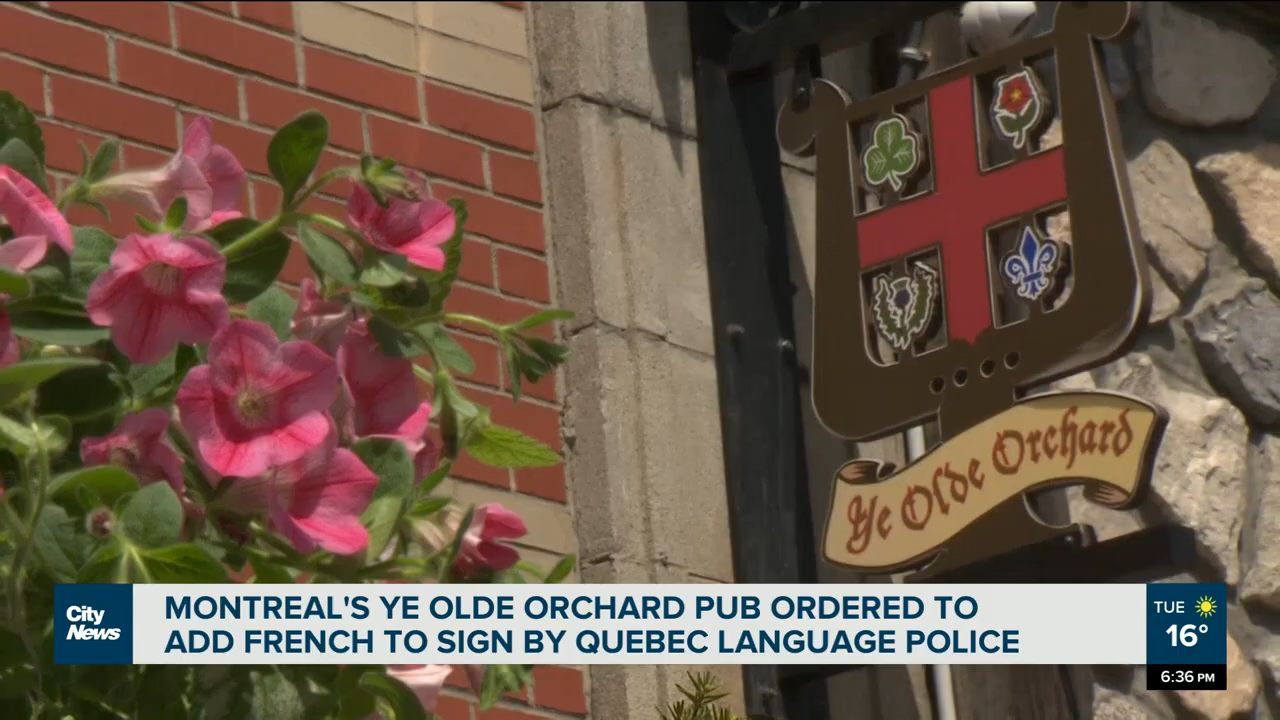 Ye Olde Orchard
City
News
MONTREAL'S YE OLDE ORCHARD PUB ORDERED TO
ADD FRENCH TO SIGN BY QUEBEC LANGUAGE POLICE
TUE
16°
6:36 PM